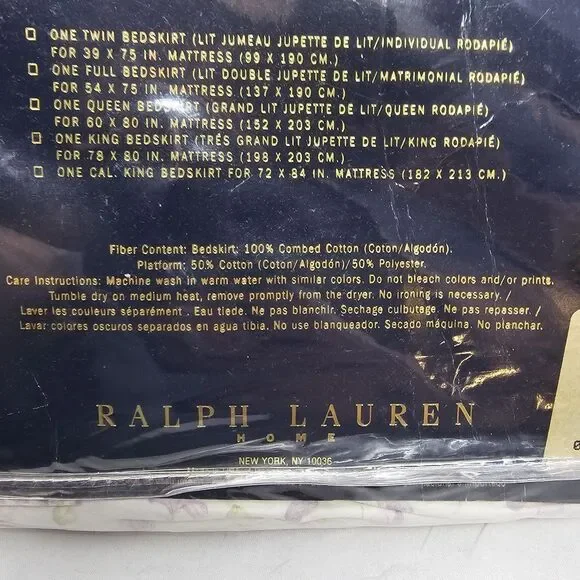 ONE TWIN BEDSKIRT (LIT JUMEAU JUPETTE DE LIT/INDIVIDUAL RODAPIÉ)
FOR 39 X 75 IN. MATTRESS (99 X 190 CM.)
ONE FULL BEDSKIRT (LIT DOUBLE JUPETTE DE LIT/MATRIMONIAL RODAPIÉ)
FOR 54 X 75 IN. MATTRESS (137 X 190 CM.)
ONE QUEEN BEDSKIRT (GRAND LIT JUPETTE DE LIT/QUEEN RODAPIÉ)
FOR 60 X 80 IN. MATTRESS (152 X 203 CM.)
ONE KING BEDSKIRT (TRÉS GRAND LIT JUPETTE DE LIT/KING RODAPIÉ)
FOR 78 X 80 IN. MATTRESS (198 X 203 CM.)
ONE CAL. KING BEDSKIRT FOR 72 X 84 IN. MATTRESS (182 X 213 CM.)
Fiber Content: Bedskirt: 100% Combed Cotton (Coton/Algodón).
Platform: 50% Cotton (Coton/Algodón)/50% Polyester.
Care Instructions: Machine wash in warm water with similar colors. Do not bleach colors and/or prints.
Tumble dry on medium heat, remove promptly from the dryer. No ironing is necessary. /
Laver les couleurs séparément. Eau tiede. Ne pas blanchir. Sechage culbutage. Ne pas repasser. /
Lavar colores oscuros separados en agua tibia. No use blanqueador. Secado máquina. No planchar.
RALPH LAUREN
HOME
NEW YORK, NY 10036